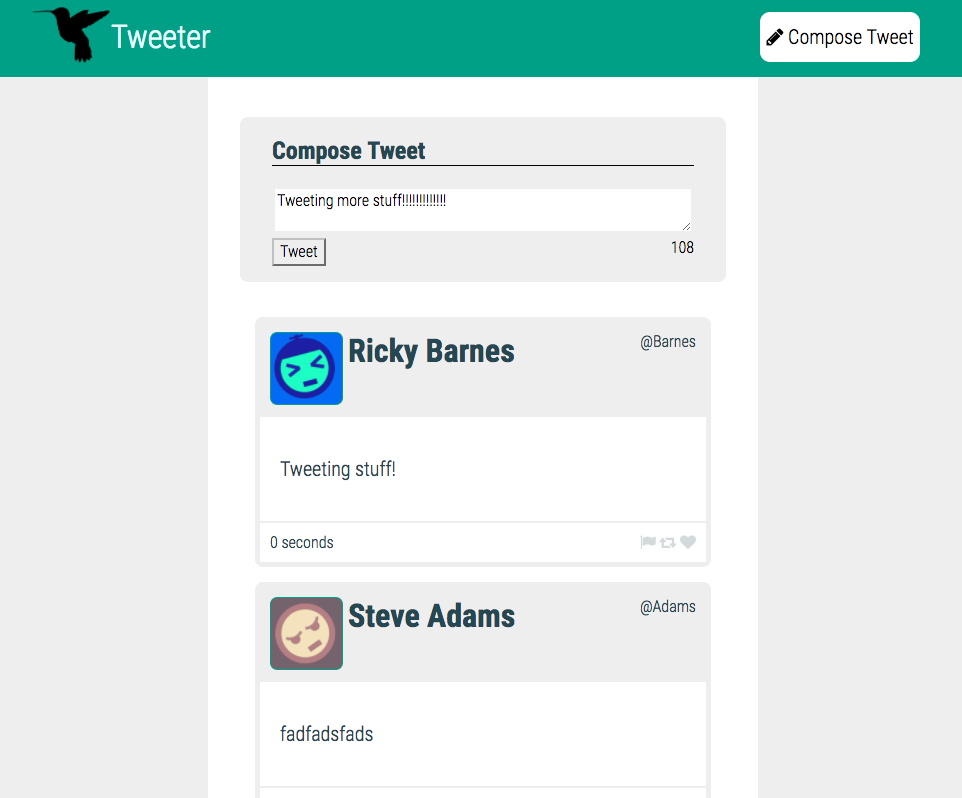 Tweeter
Compose Tweet
Compose Tweet
Tweeting more stuff!!!!!!!!!!!!!
Tweet
108
Ricky Barnes
@Barnes
Tweeting stuff!
0 seconds
Steve Adams
@Adams
fadfadsfads